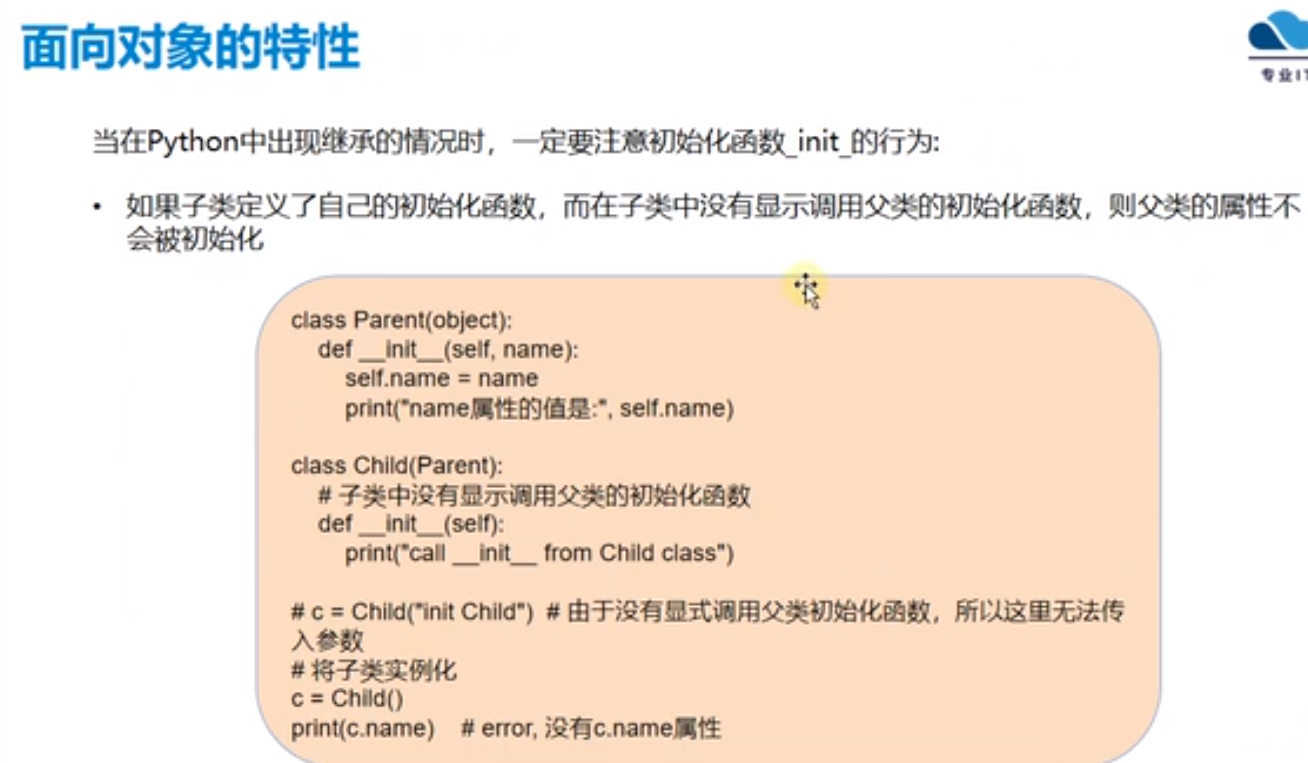 面向对象的特性
专业IT
当在Python中出现继承的情况时，一定要注意初始化函数_init_的行为:
• 如果子类定义了自己的初始化函数，而在子类中没有显示调用父类的初始化函数，则父类的属性不
会被初始化
class Parent(object):
def __init__(self, name):
self.name = name
print("name属性的值是:", self.name)
class Child(Parent):
# 子类中没有显示调用父类的初始化函数
def __init__(self):
print("call __init__ from Child class")
# c = Child("init Child") # 由于没有显式调用父类初始化函数，所以这里无法传
入参数
# 将子类实例化
c = Child()
print(c.name) # error, 没有c.name属性